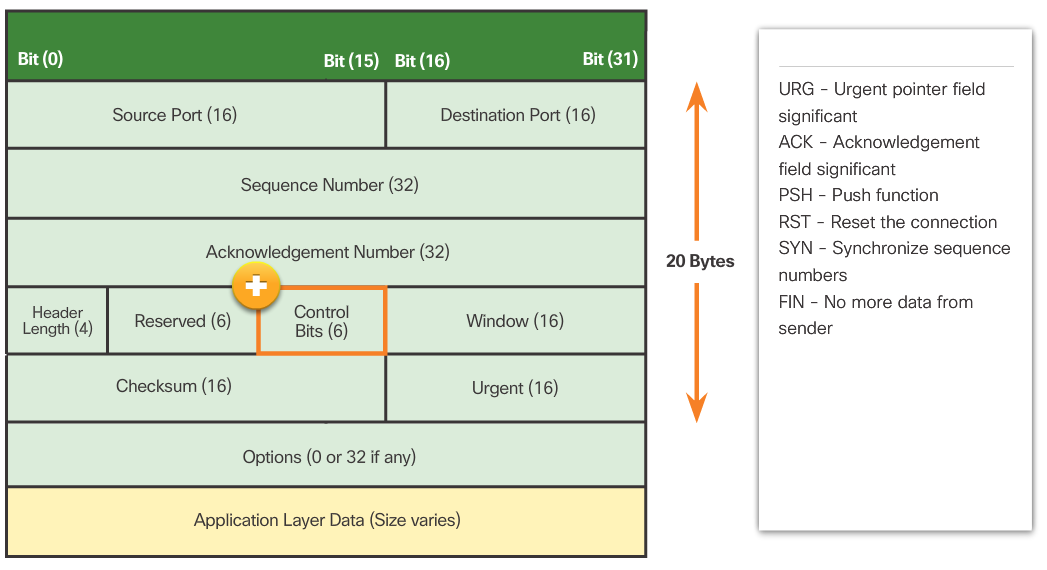 Bit (0) Bit (15) Bit (16) Bit (31)
Source Port (16) Destination Port (16)
Sequence Number (32)
Acknowledgement Number (32)
Header
Length (4)
Reserved (6)
Control
Bits (6)
Window (16)
Checksum (16) Urgent (16)
Options (0 or 32 if any)
Application Layer Data (Size varies)
20 Bytes
URG – Urgent pointer field
significant
ACK – Acknowledgement
field significant
PSH – Push function
RST – Reset the connection
SYN – Synchronize sequence
numbers
FIN – No more data from
sender